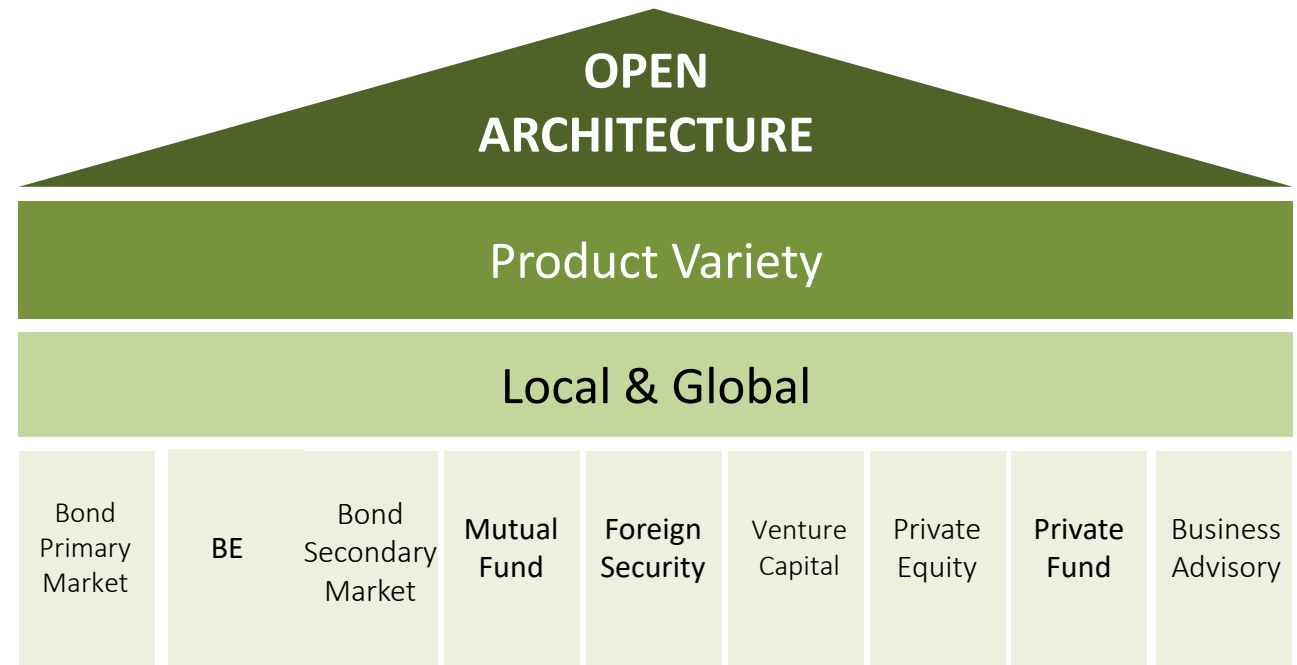 OPEN
ARCHITECTURE
Product Variety
Local & Global
Bond
Primary
Market
BE
Bond
Secondary
Market
Mutual
Fund
Foreign
Security
Venture
Capital
Private
Equity
Private
Fund
Business
Advisory